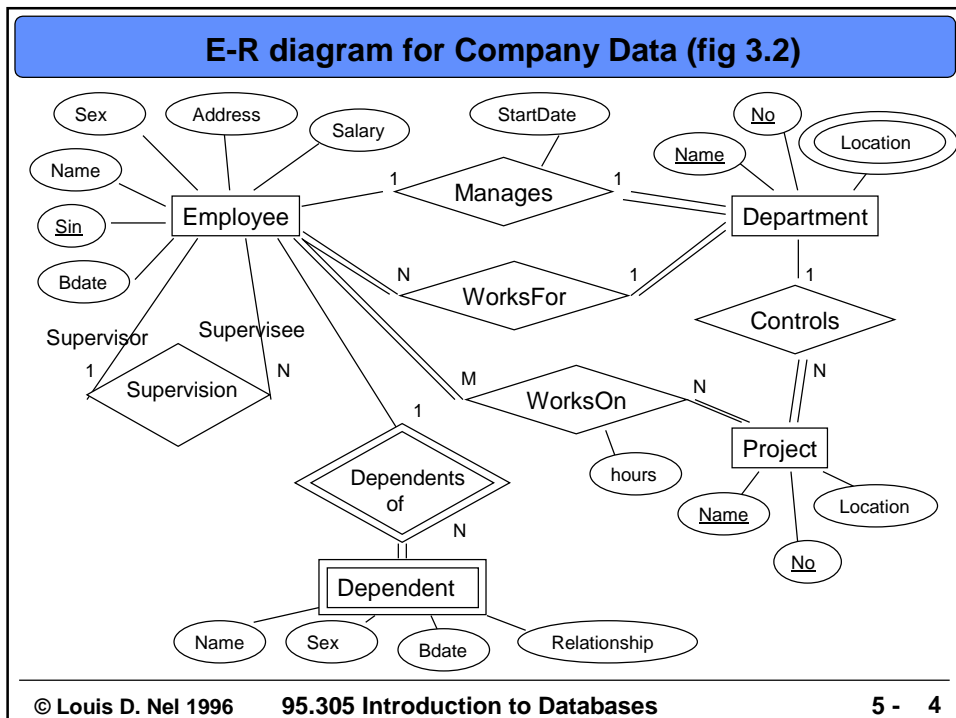 E-R diagram for Company Data (fig 3.2)
Sex
Address
Salary
StartDate
No
Location
Name
Name
Sin
Bdate
Employee
1
Manages
1
Department
N
WorksFor
1
1
Controls
N
Supervisor
Supervisee
1
Supervision
N
M
WorksOn
N
hours
Project
Name
No
Location
1
Dependents
of
N
Dependent
Name
Sex
Bdate
Relationship
© Louis D. Nel 1996 95.305 Introduction to Databases 5 - 4